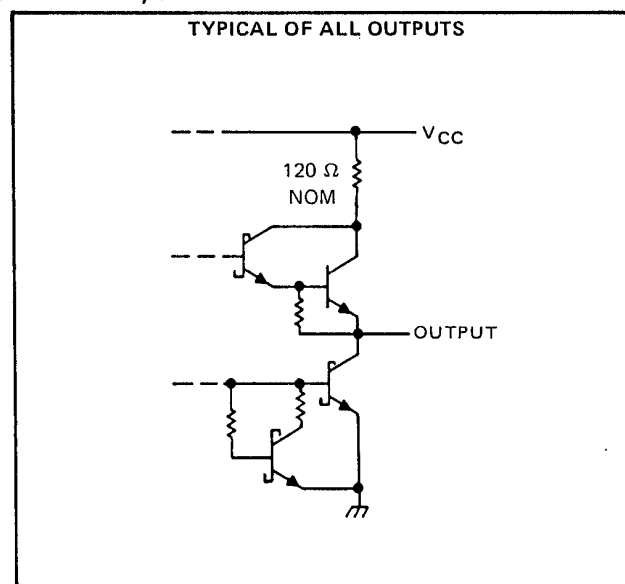 TYPICAL OF ALL OUTPUTS
VCC
120 Ω
NOM
OUTPUT